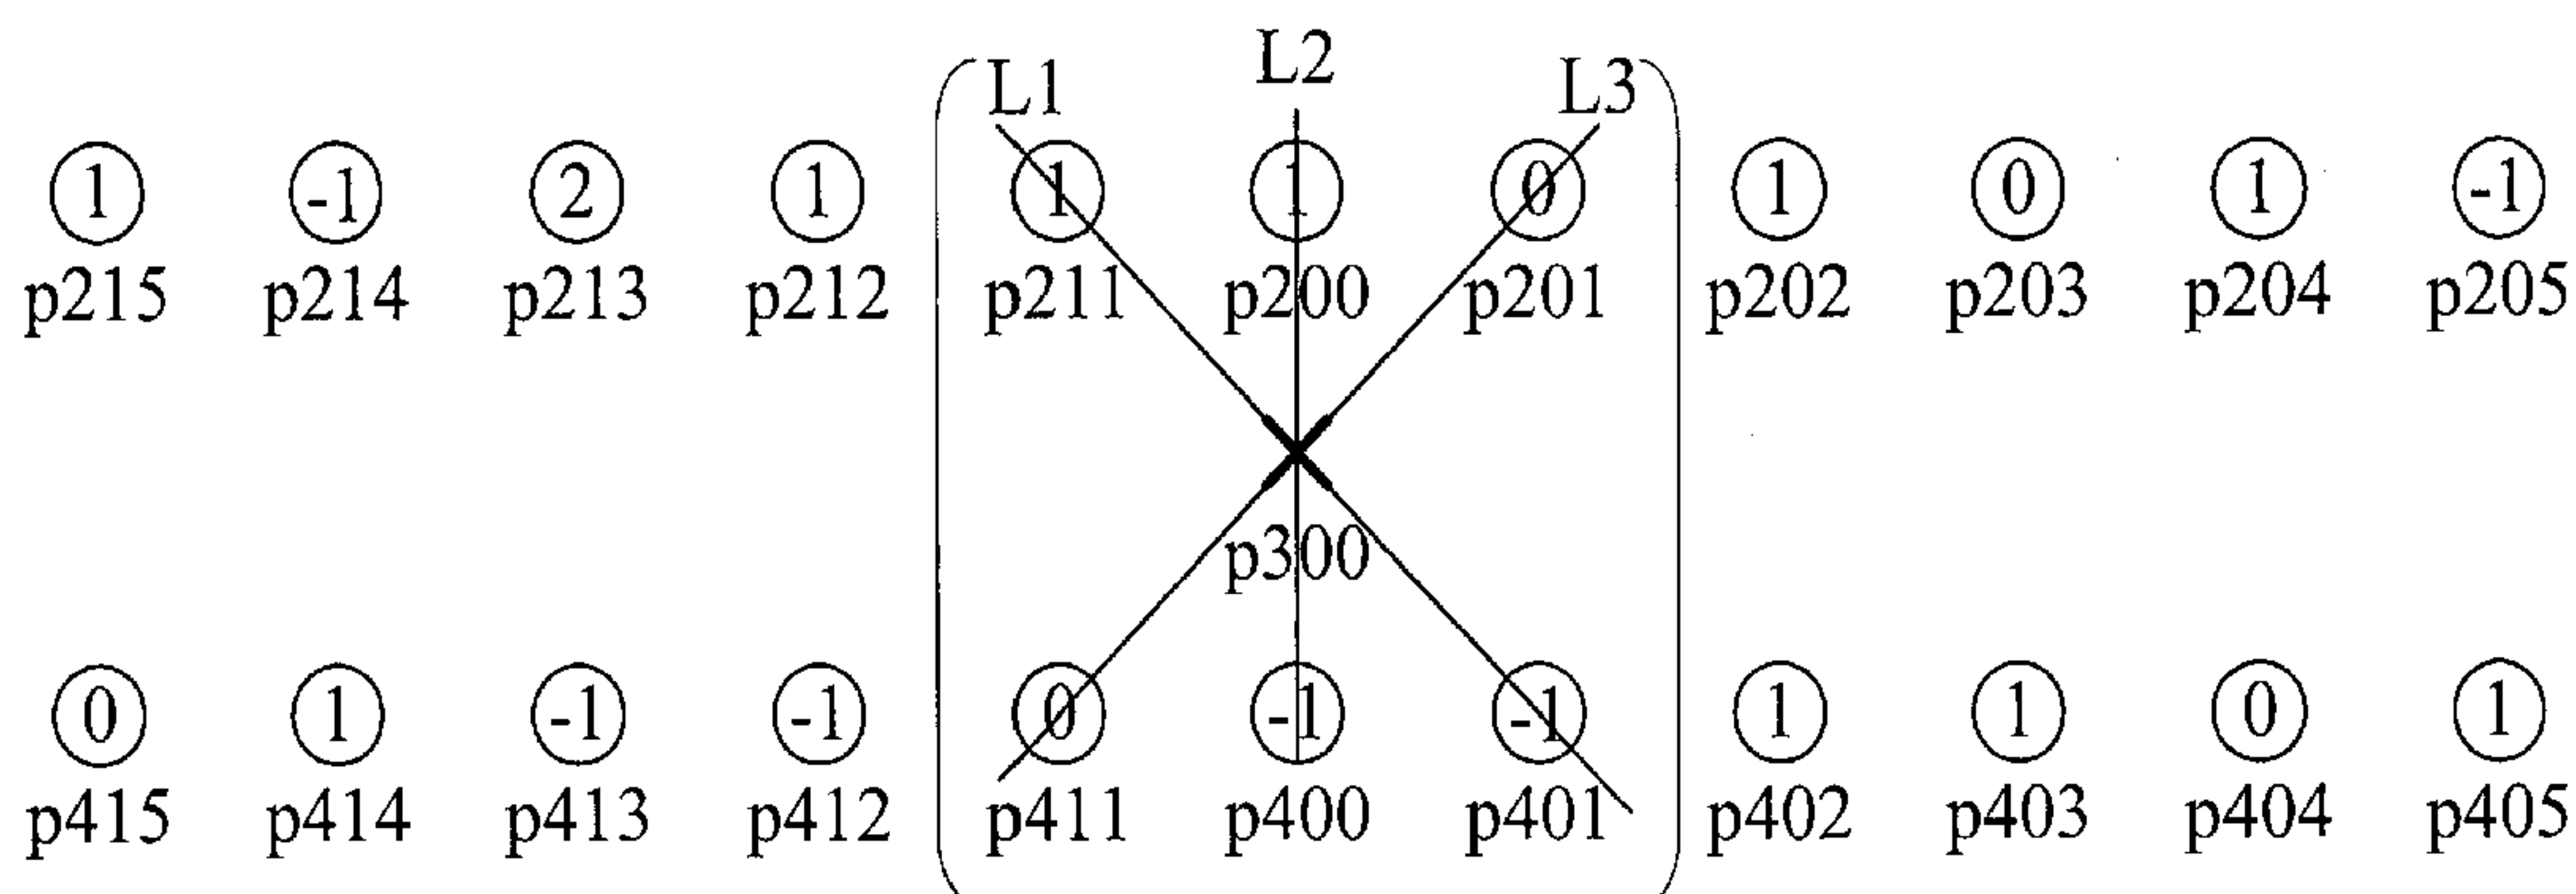 L1 L2 L3
1 -1 2 1 1 1 0 1 0 1 -1
p215 p214 p213 p212 p211 p200 p201 p202 p203 p204 p205
p300
0 1 -1 -1 0 -1 -1 1 1 0 1
p415 p414 p413 p412 p411 p400 p401 p402 p403 p404 p405